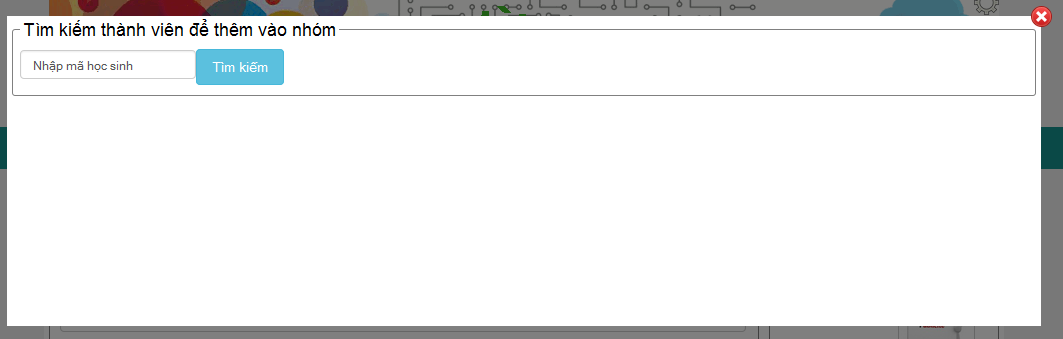 Tìm kiếm thành viên để thêm vào nhóm
Nhập mã học sinh
Tìm kiếm